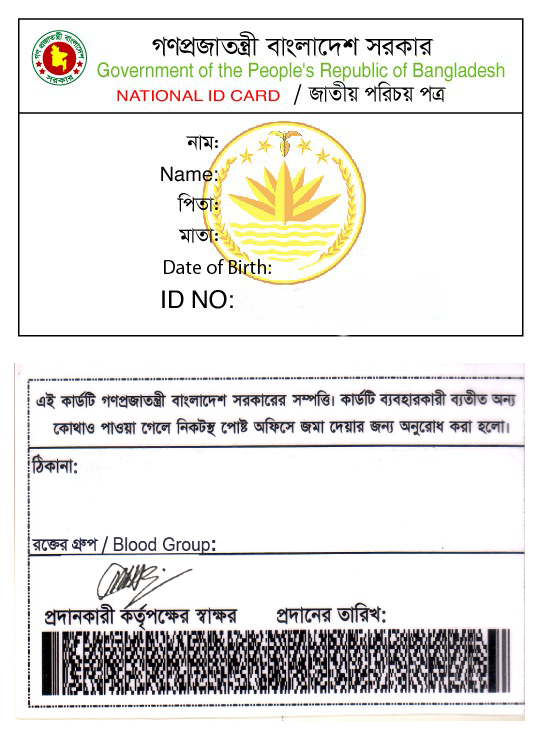 গণপ্রজাতন্ত্রী বাংলাদেশ সরকার
Government of the People's Republic of Bangladesh
NATIONAL ID CARD / জাতীয় পরিচয় পত্র
নাম:
Name:
পিতা:
মাতা:
Date of Birth:
ID NO:
এই কার্ডটি গণপ্রজাতন্ত্রী বাংলাদেশ সরকারের সম্পত্তি। কার্ডটি ব্যবহারকারী ব্যতীত অন্য
কোথাও পাওয়া গেলে নিকটস্থ পোষ্ট অফিসে জমা দেয়ার জন্য অনুরোধ করা হলো।
ঠিকানা:
রক্তের গ্রুপ / Blood Group:
প্রদানকারী কর্তৃপক্ষের স্বাক্ষর প্রদানের তারিখ: